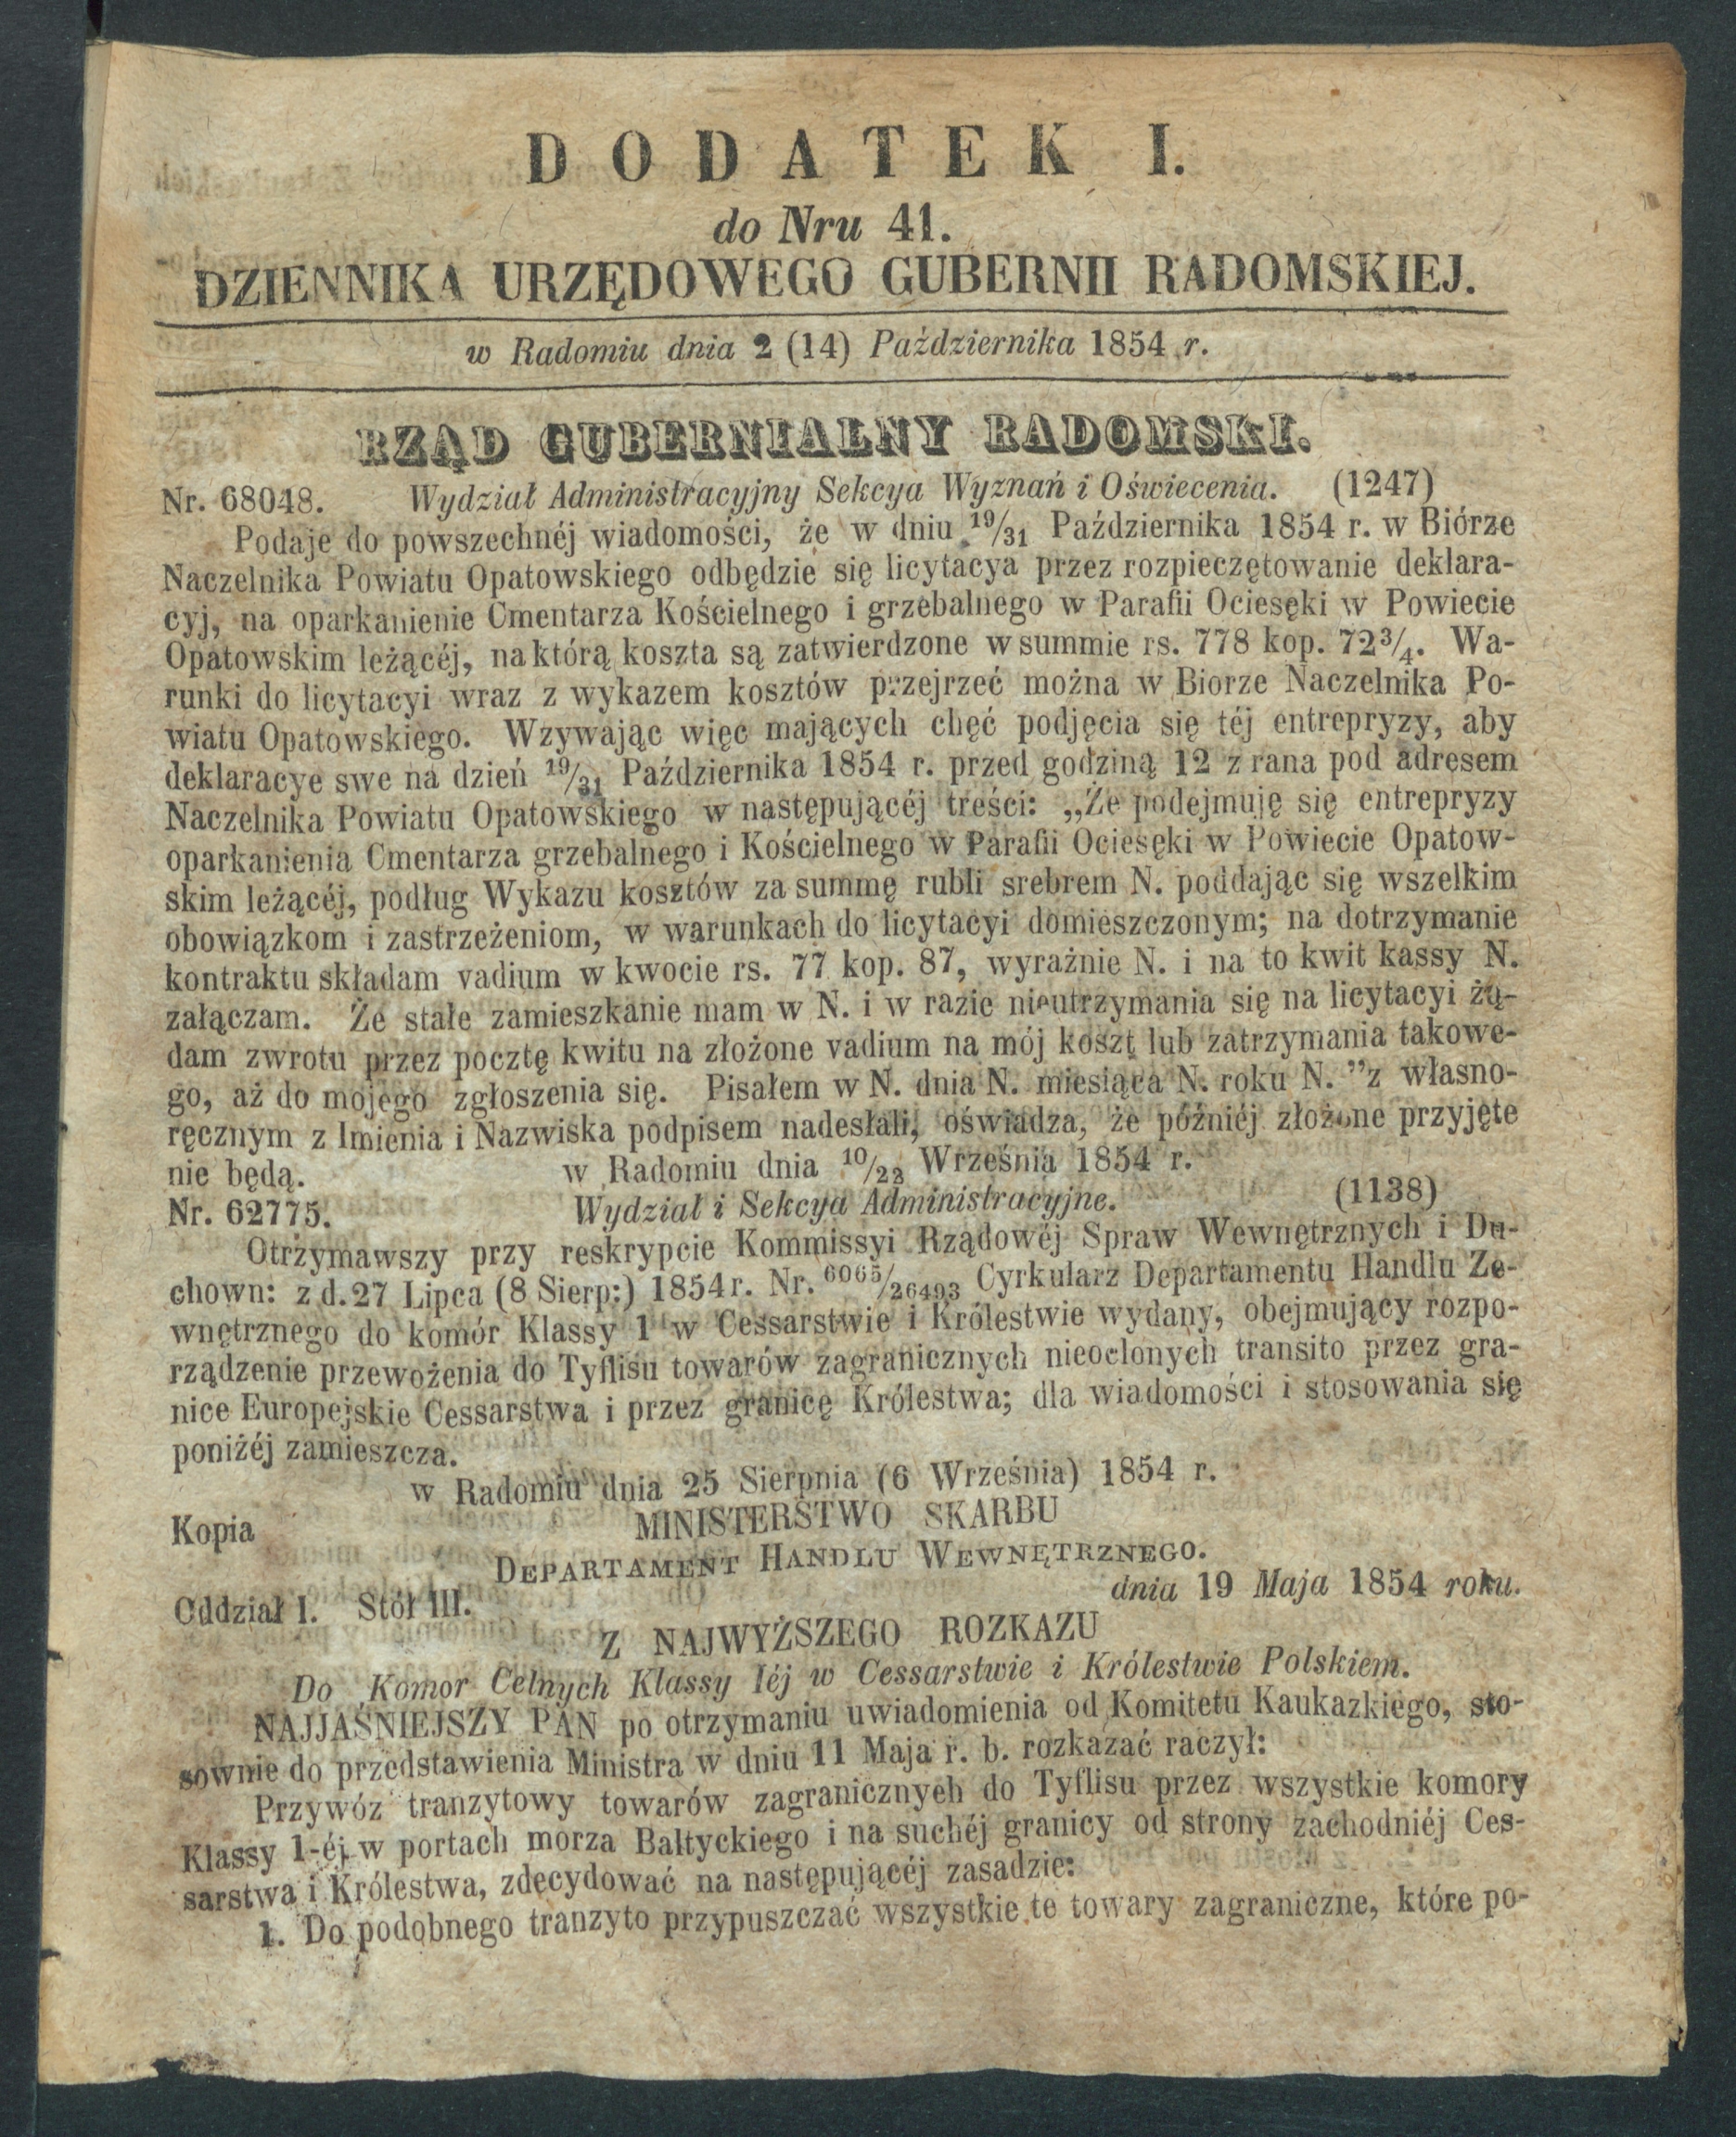 DODATEK I.
do Nru 41.
DZIENNIKA URZĘDOWEGO GUBERNII RADOMSKIEJ.
w Radomiu dnia 2 (14) Października 1854 r.
RZĄD GUBERNIALNY RADOMSKI.
Nr. 68048. Wydział Administracyjny Sekcya Wyznań i Oświecenia. (1247)
Podaje do powszechnéj wiadomości, że w dniu 19/31 Października 1854 r. w Biórze
Naczelnika Powiatu Opatowskiego odbędzie się licytacya przez rozpieczętowanie deklara-
cyj, na oparkanienie Cmentarza Kościelnego i grzebalnego w Parafii Ociesęki w Powiecie
Opatowskim leżącéj, na którą koszta są zatwierdzone w summie rs. 778 kop. 72 3/4. Wa-
runki do licytacyi wraz z wykazem kosztów przejrzeć można w Biorze Naczelnika Po-
wiatu Opatowskiego. Wzywając więc mających chęć podjęcia się téj entrepryzy, aby
deklaracye swe na dzień 19/31 Października 1854 r. przed godziną 12 z rana pod adresem
Naczelnika Powiatu Opatowskiego w następującéj treści: „Że podejmuję się entrepryzy
oparkanienia Cmentarza grzebalnego i Kościelnego w Parafii Ociesęki w Powiecie Opatow-
skim leżącéj, podług Wykazu kosztów za summę rubli srebrem N. poddając się wszelkim
obowiązkom i zastrzeżeniom, w warunkach do licytacyi domieszczonym; na dotrzymanie
kontraktu składam vadium w kwocie rs. 77 kop. 87, wyraźnie N. i na to kwit kassy N.
załączam. Że stałe zamieszkanie mam w N. i w razie nieutrzymania się na licytacyi żą-
dam zwrotu przez pocztę kwitu na złożone vadium na mój koszt lub zatrzymania takowe-
go, aż do mojego zgłoszenia się. Pisałem w N. dnia N. miesiąca N. roku N. ”z własno-
ręcznym z Imienia i Nazwiska podpisem nadesłali, oświadza, że późniéj złożone przyjęte
nie będą. w Radomiu dnia 10/22 Września 1854 r.
Nr. 62775. Wydział i Sekcya Administracyjne. (1138)
Otrzymawszy przy reskrypcie Kommissyi Rządowéj Spraw Wewnętrznych i Du-
chown: z d. 27 Lipca (8 Sierp:) 1854 r. Nr. 6065/26493 Cyrkularz Departamentu Handlu Ze-
wnętrznego do komór Klassy 1 w Cessarstwie i Królestwie wydany, obejmujący rozpo-
rządzenie przewożenia do Tyflisu towarów zagranicznych nieoclonych transito przez gra-
nice Europejskie Cessarstwa i przez granicę Królestwa; dla wiadomości i stosowania się
poniżéj zamieszcza.
w Radomiu dnia 25 Sierpnia (6 Września) 1854 r.
Kopia MINISTERSTWO SKARBU
DEPARTAMENT HANDLU WEWNĘTRZNEGO.
Oddział I. Stół III. dnia 19 Maja 1854 roku.
Z NAJWYŻSZEGO ROZKAZU
Do Komor Celnych Klassy Iéj w Cessarstwie i Królestwie Polskiem.
NAJJAŚNIEJSZY PAN po otrzymaniu uwiadomienia od Komitetu Kaukazkiego, sto-
sownie do przedstawienia Ministra w dniu 11 Maja r. b. rozkazać raczył:
Przywóz tranzytowy towarów zagranicznych do Tyflisu przez wszystkie komory
Klassy 1-éj w portach morza Bałtyckiego i na suchéj granicy od strony zachodniéj Ces-
sarstwa i Królestwa, zdecydować na następującéj zasadzie:
1. Do podobnego tranzyto przypuszczać wszystkie te towary zagraniczne, które po-